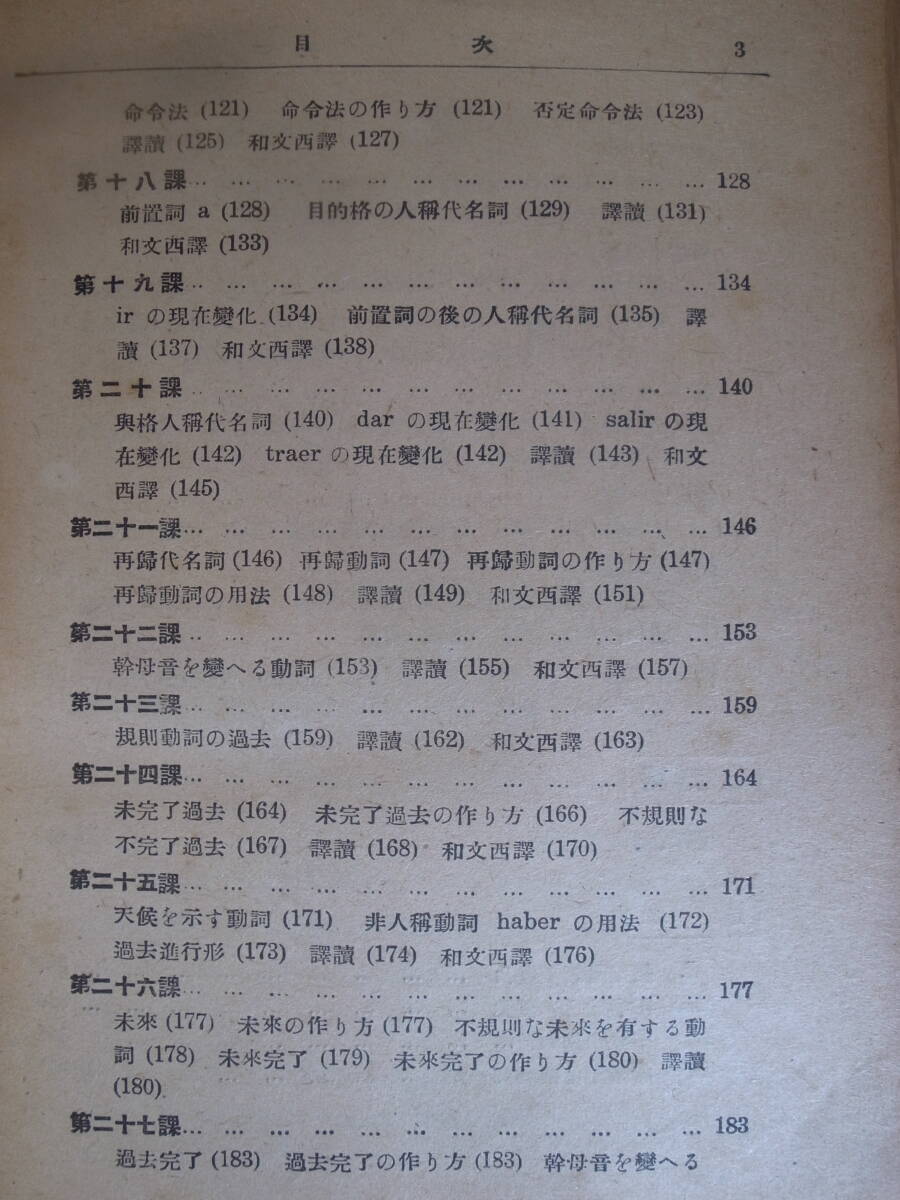 目次 3
命令法 (121) 命令法の作り方 (121) 否定命令法 (123)
譯讀 (125) 和文西譯 (127)
第十八課… … … … … … … … … … … … 128
前置詞 a (128) 目的格の人稱代名詞 (129) 譯讀 (131)
和文西譯 (133)
第十九課… … … … … … … … … … … … 134
ir の現在變化 (134) 前置詞の後の人稱代名詞 (135) 譯
讀 (137) 和文西譯 (138)
第二十課… … … … … … … … … … … … 140
與格人稱代名詞 (140) dar の現在變化 (141) salir の現
在變化 (142) traer の現在變化 (142) 譯讀 (143) 和文
西譯 (145)
第二十一課… … … … … … … … … … … … 146
再歸代名詞 (146) 再歸動詞 (147) 再歸動詞の作り方 (147)
再歸動詞の用法 (148) 譯讀 (149) 和文西譯 (151)
第二十二課… … … … … … … … … … … … 153
幹母音を變へる動詞 (153) 譯讀 (155) 和文西譯 (157)
第二十三課… … … … … … … … … … … … 159
規則動詞の過去 (159) 譯讀 (162) 和文西譯 (163)
第二十四課… … … … … … … … … … … … 164
未完了過去 (164) 未完了過去の作り方 (166) 不規則な
不完了過去 (167) 譯讀 (168) 和文西譯 (170)
第二十五課… … … … … … … … … … … … 171
天候を示す動詞 (171) 非人稱動詞 haber の用法 (172)
過去進行形 (173) 譯讀 (174) 和文西譯 (176)
第二十六課… … … … … … … … … … … … 177
未來 (177) 未來の作り方 (177) 不規則な未來を有する動
詞 (178) 未來完了 (179) 未來完了の作り方 (180) 譯讀
(180)
第二十七課… … … … … … … … … … … … 183
過去完了 (183) 過去完了の作り方 (183) 幹母音を變へる